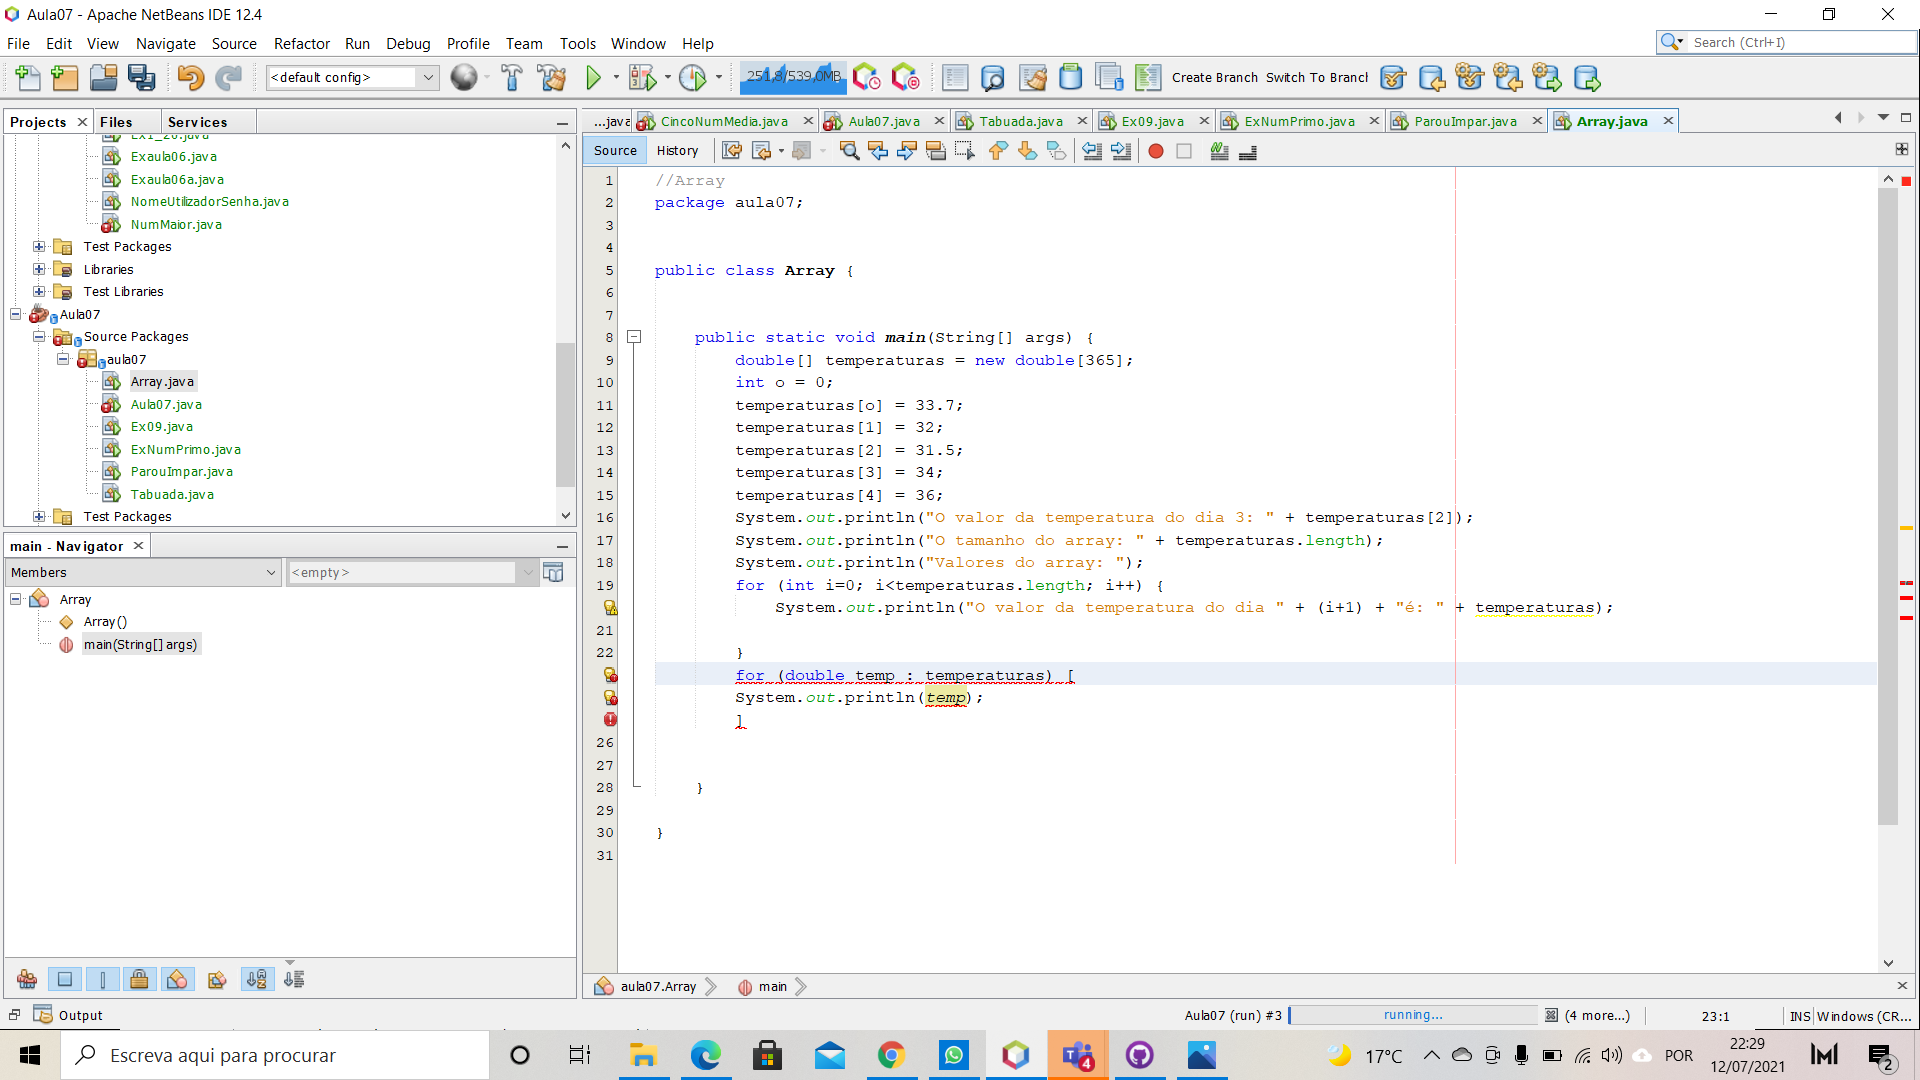 Aula07 - Apache NetBeans IDE 12.4
File Edit View Navigate Source Refactor Run Debug Profile Team Tools Window Help
Search (Ctrl+I)
<default config>
251,8/539,0MB
Create Branch Switch To Branch
Projects Files Services
Exaula06.java
Exaula06a.java
NomeUtilizadorSenha.java
NumMaior.java
Test Packages
Libraries
Test Libraries
Aula07
Source Packages
aula07
Array.java
Aula07.java
Ex09.java
ExNumPrimo.java
ParouImpar.java
Tabuada.java
Test Packages
main - Navigator
Members
<empty>
Array
Array()
main(String[] args)
...java CincoNumMedia.java Aula07.java Tabuada.java Ex09.java ExNumPrimo.java ParouImpar.java Array.java
Source History
1 //Array
2 package aula07;
3
4
5 public class Array {
6
7
8 public static void main(String[] args) {
9 double[] temperaturas = new double[365];
10 int o = 0;
11 temperaturas[o] = 33.7;
12 temperaturas[1] = 32;
13 temperaturas[2] = 31.5;
14 temperaturas[3] = 34;
15 temperaturas[4] = 36;
16 System.out.println("O valor da temperatura do dia 3: " + temperaturas[2]);
17 System.out.println("O tamanho do array: " + temperaturas.length);
18 System.out.println("Valores do array: ");
19 for (int i=0; i<temperaturas.length; i++) {
System.out.println("O valor da temperatura do dia " + (i+1) + "é: " + temperaturas);
21
22 }
for (double temp : temperaturas) [
System.out.println(temp);
]
26
27
28 }
29
30 }
31
aula07.Array main
Output
Aula07 (run) #3 running... (4 more...) 23:1 INS Windows (CR...
Escreva aqui para procurar
4
17°C
POR
22:29
12/07/2021
2